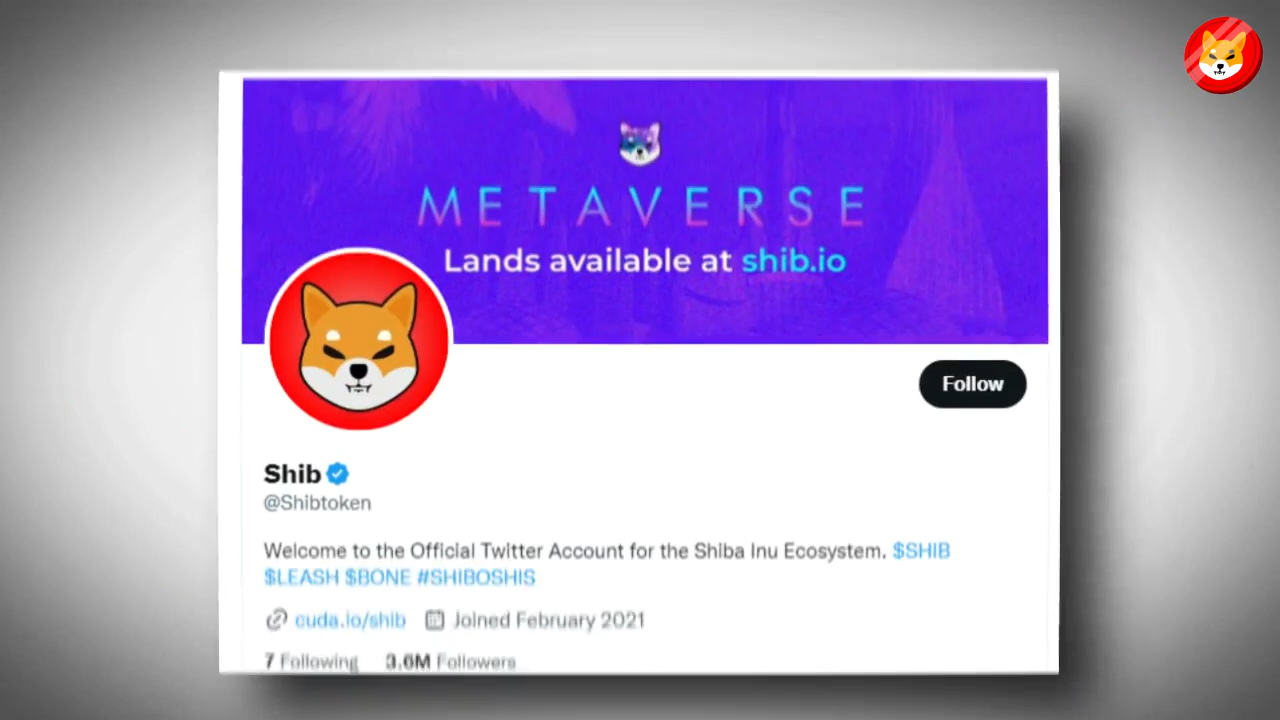 METAVERSE
Lands available at shib.io
Follow
Shib
@Shibtoken
Welcome to the Official Twitter Account for the Shiba Inu Ecosystem. $SHIB
$LEASH $BONE #SHIBOSHIS
cuda.io/shib Joined February 2021
7 Following 3.6M Followers